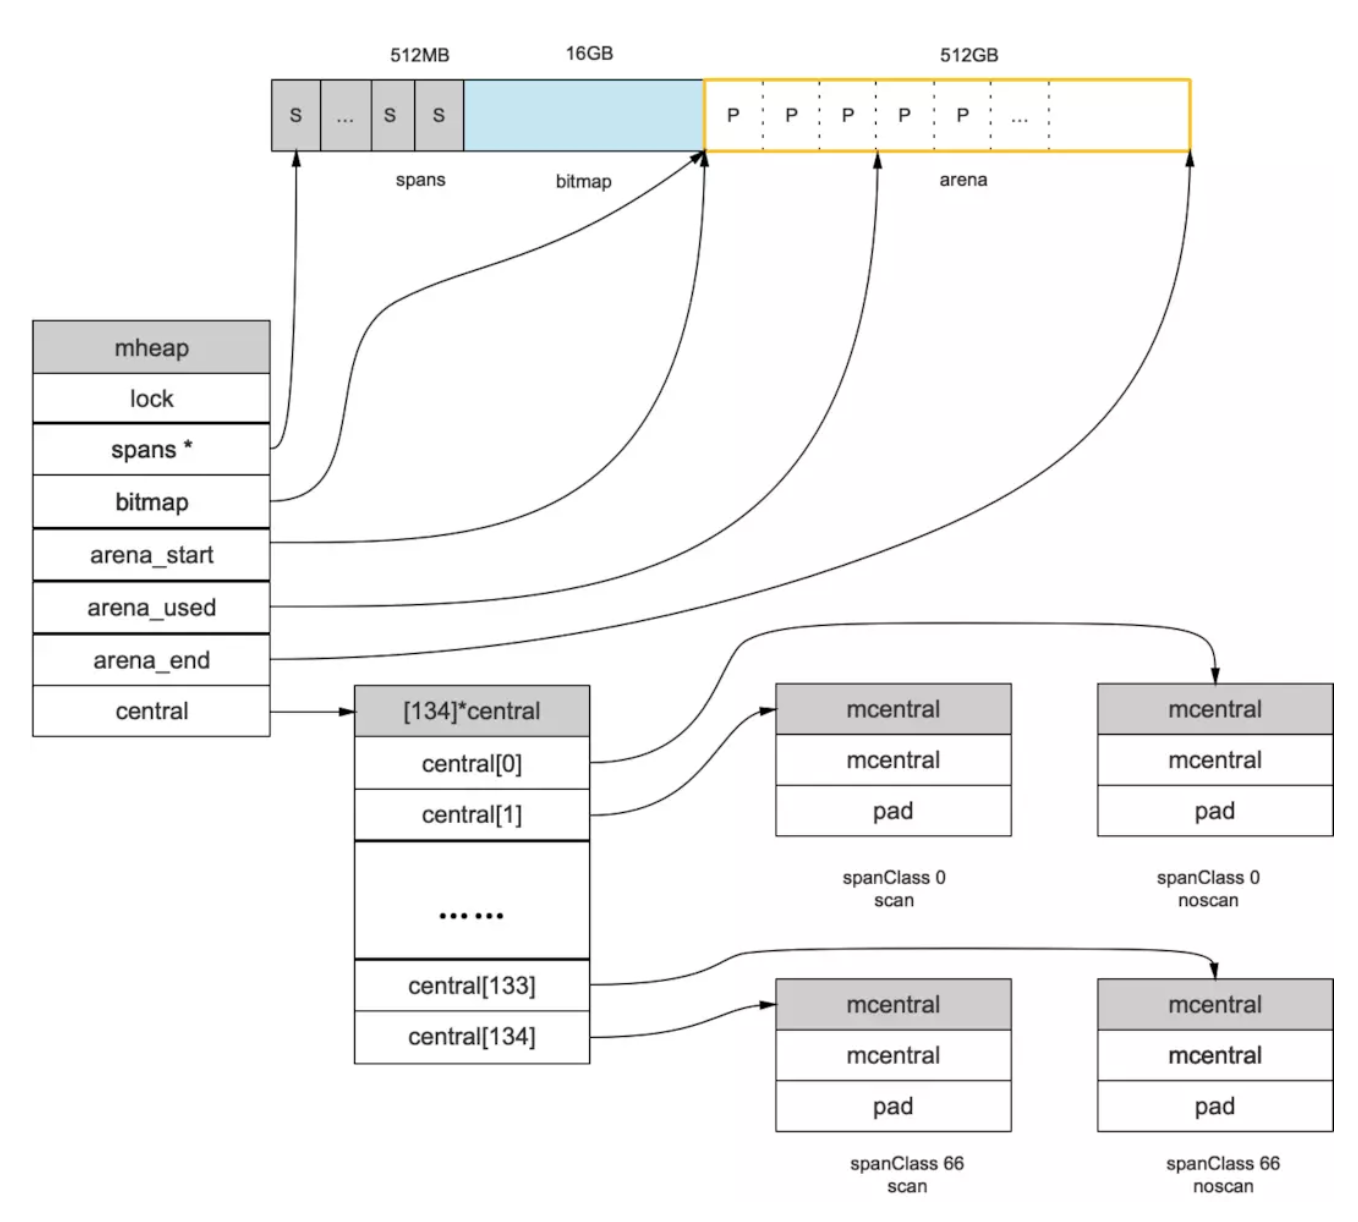 512MB
16GB
512GB
S
...
S
S
P
P
P
P
P
...
spans
bitmap
arena
mheap
lock
spans *
bitmap
arena_start
arena_used
arena_end
central
[134]*central
central[0]
central[1]
......
central[133]
central[134]
mcentral
mcentral
pad
spanClass 0
scan
mcentral
mcentral
pad
spanClass 0
noscan
mcentral
mcentral
pad
spanClass 66
scan
mcentral
mcentral
pad
spanClass 66
noscan